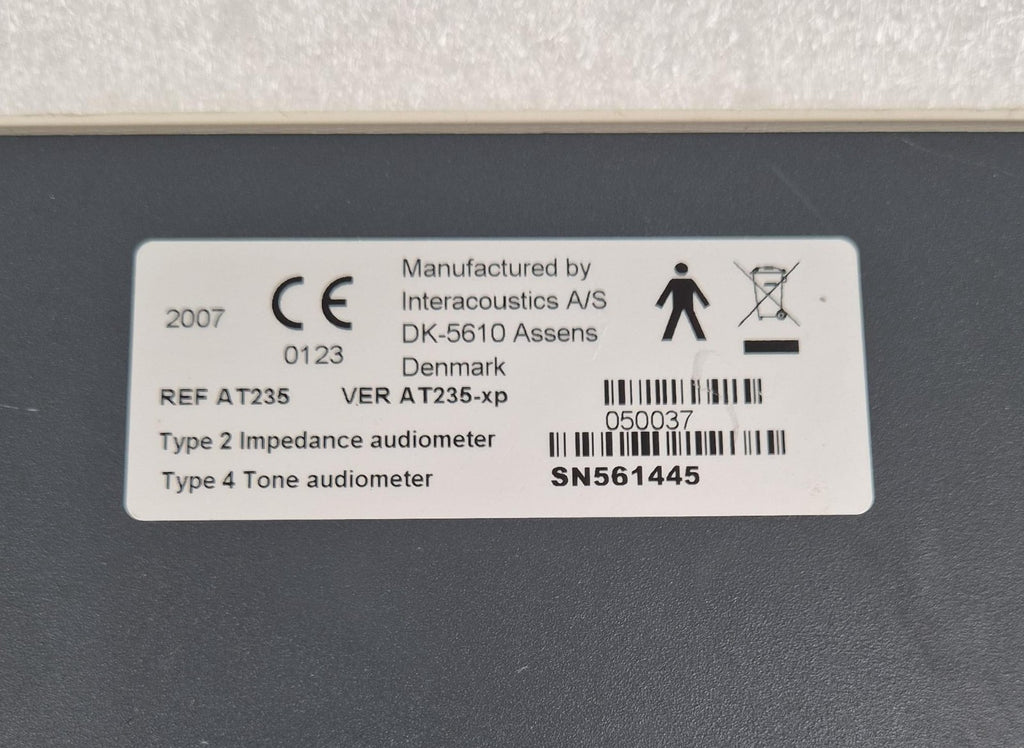 2007
CE
0123
Manufactured by
Interacoustics A/S
DK-5610 Assens
Denmark
REF AT235 VER AT235-xp
Type 2 Impedance audiometer
Type 4 Tone audiometer
050037
SN561445